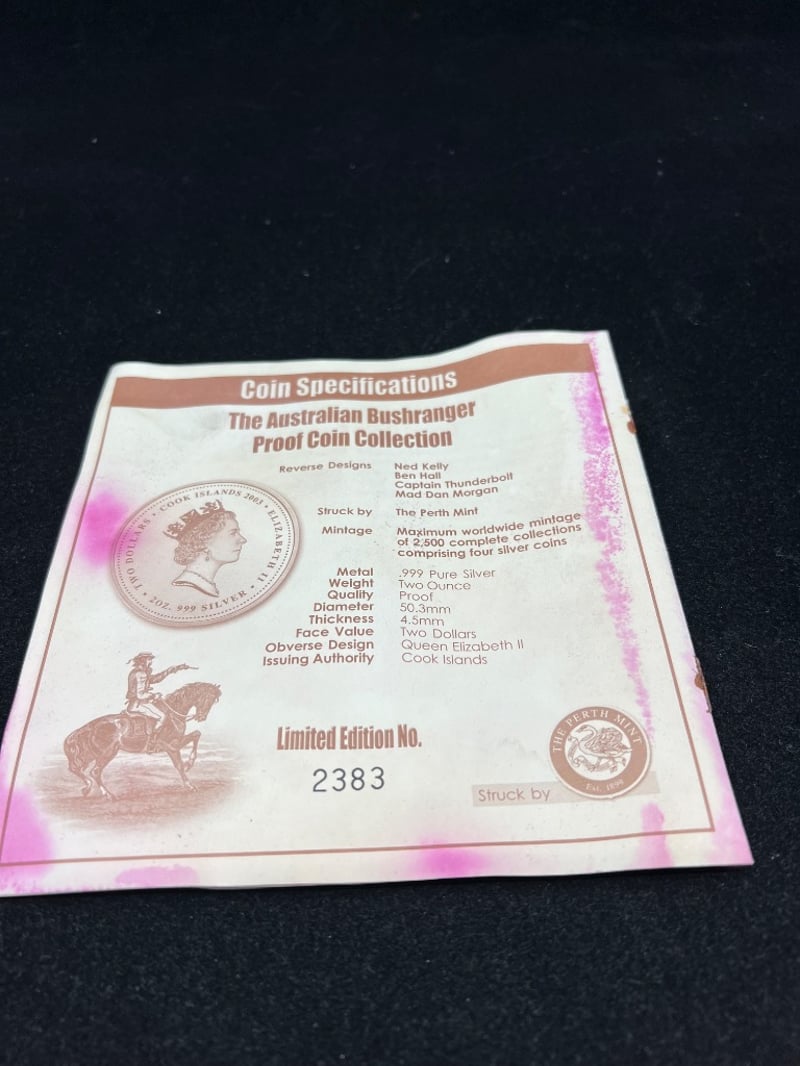 Coin Specifications
The Australian Bushranger
Proof Coin Collection
Reverse Designs Ned Kelly
Ben Hall
Captain Thunderbolt
Mad Dan Morgan
Struck by The Perth Mint
Mintage Maximum worldwide mintage
of 2,500 complete collections
comprising four silver coins
TWO DOLLARS • COOK ISLANDS 2003 • ELIZABETH II
• 2OZ. 999 SILVER •
Metal .999 Pure Silver
Weight Two Ounce
Quality Proof
Diameter 50.3mm
Thickness 4.5mm
Face Value Two Dollars
Obverse Design Queen Elizabeth II
Issuing Authority Cook Islands
Limited Edition No.
2383
Struck by
THE PERTH MINT
Est. 1899